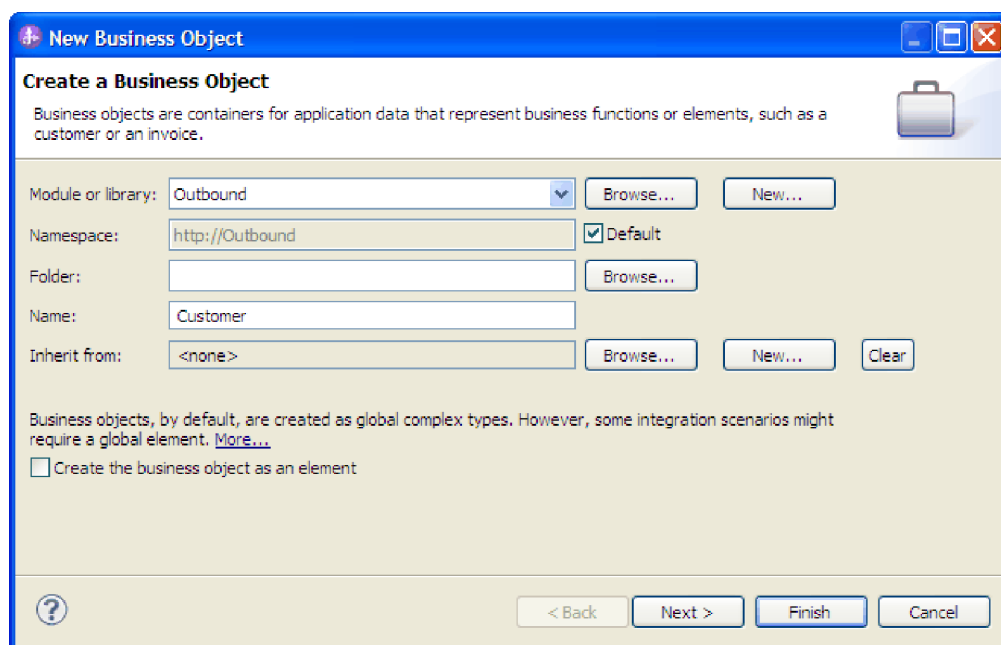 New Business Object
Create a Business Object
Business objects are containers for application data that represent business functions or elements, such as a
customer or an invoice.
Module or library: Outbound Browse... New...
Namespace: http://Outbound Default
Folder: Browse...
Name: Customer
Inherit from: <none> Browse... New... Clear
Business objects, by default, are created as global complex types. However, some integration scenarios might
require a global element. More...
Create the business object as an element
? < Back Next > Finish Cancel